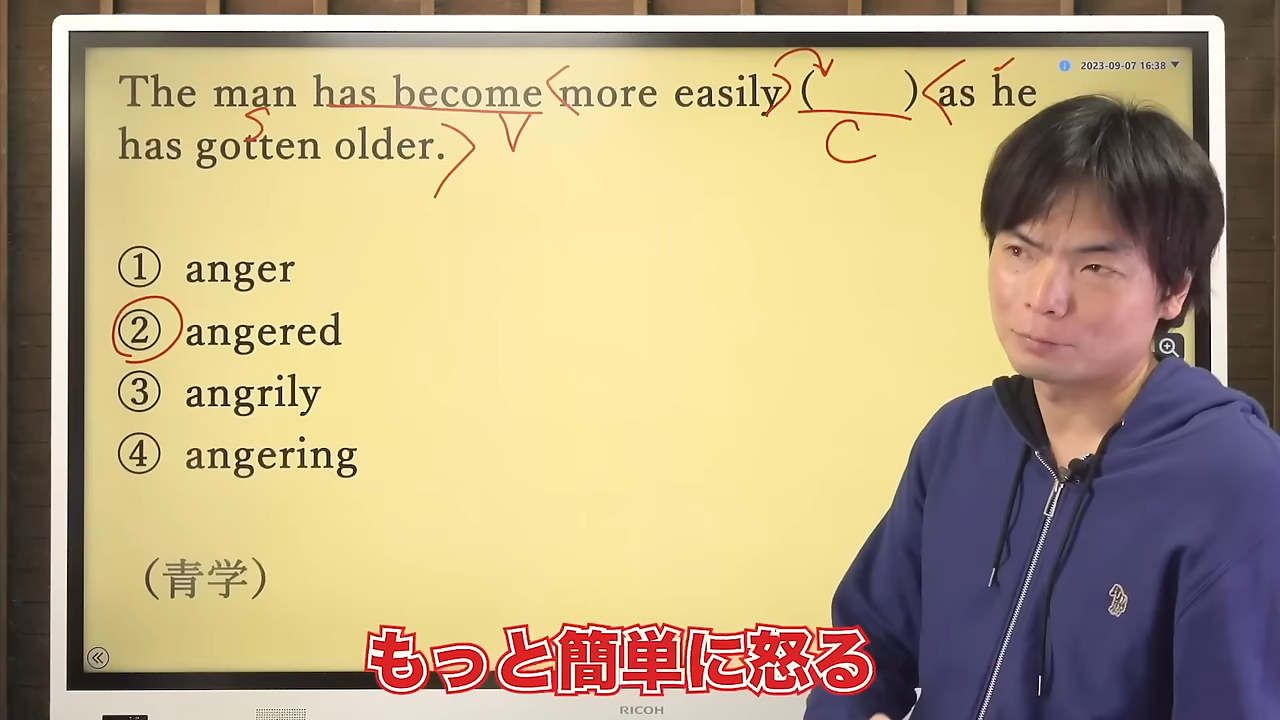 2023-09-07 16:38
The man has become more easily (      ) as he
has gotten older.
S
V
C
① anger
② angered
③ angrily
④ angering
(青学)
もっと簡単に怒る
RICOH